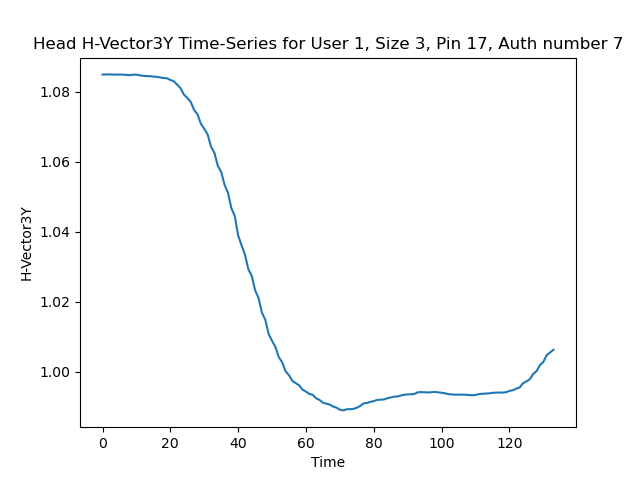 Head H-Vector3Y Time-Series for User 1, Size 3, Pin 17, Auth number 7
1.08
1.06
1.04
1.02
1.00
H-Vector3Y
0 20 40 60 80 100 120
Time